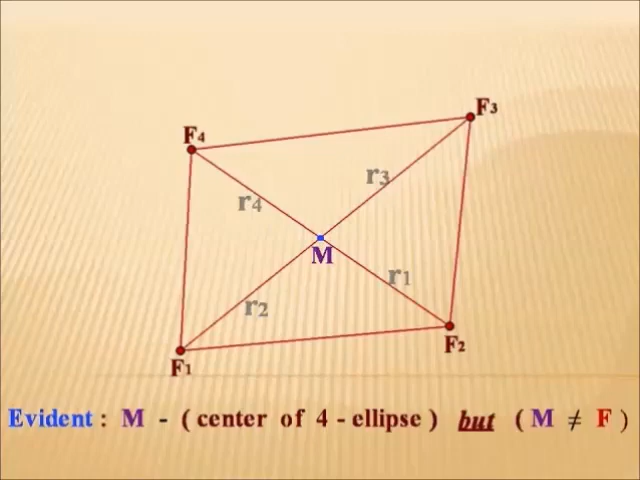 F4
F3
r3
r4
M
r1
r2
F2
F1
Evident : M - ( center of 4 - ellipse ) but ( M ≠ F )